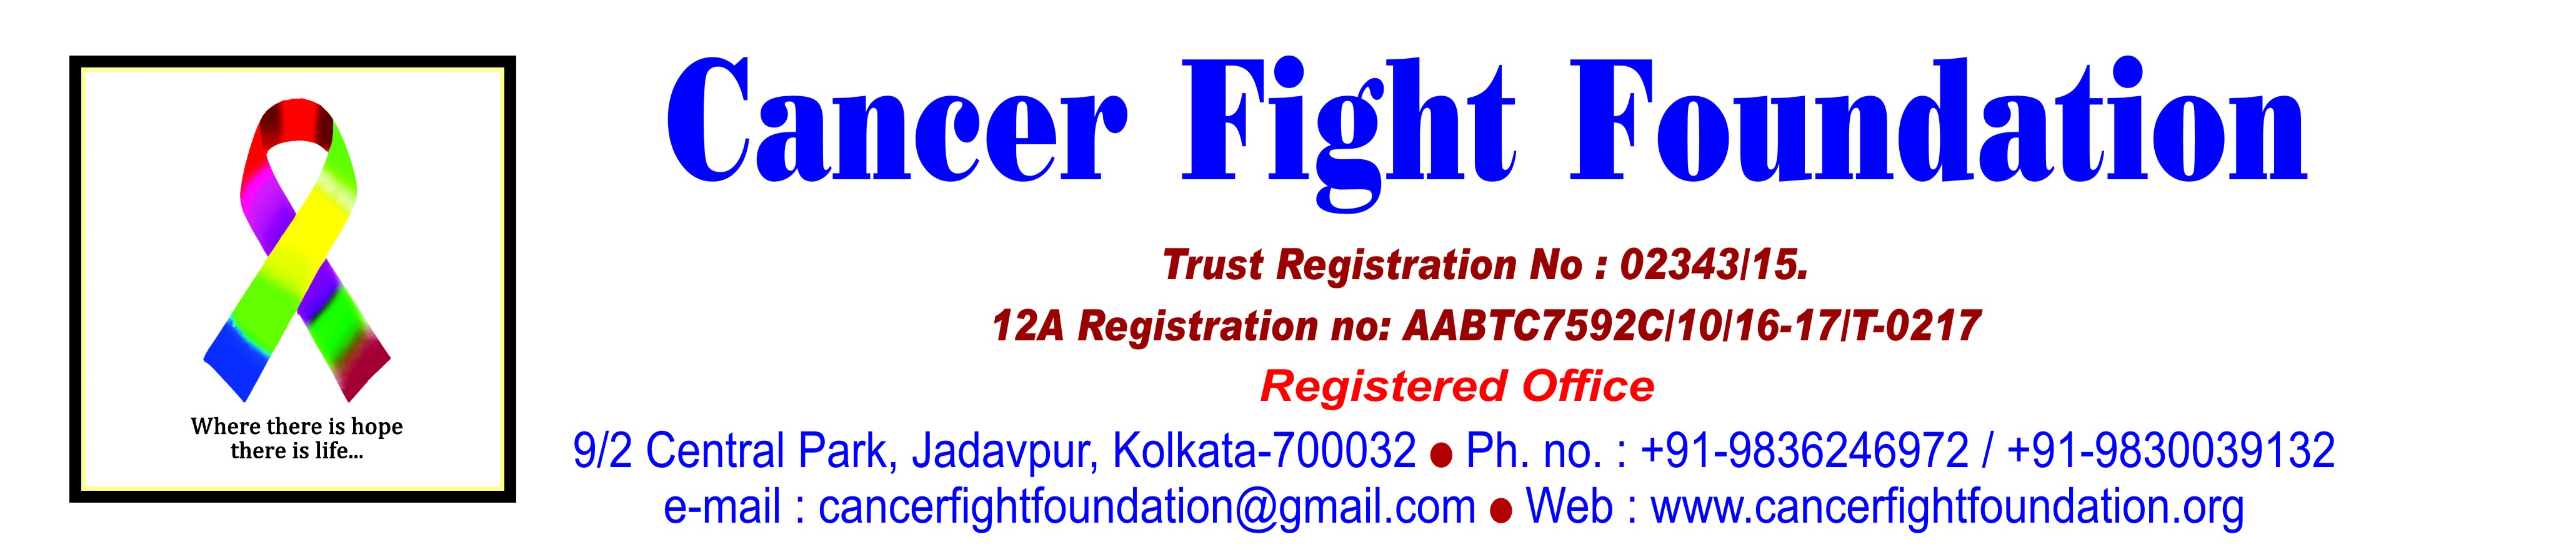 Cancer Fight Foundation
Trust Registration No : 02343/15.
12A Registration no: AABTC7592C/10/16-17/T-0217
Registered Office
9/2 Central Park, Jadavpur, Kolkata-700032 ● Ph. no. : +91-9836246972 / +91-9830039132
e-mail : cancerfightfoundation@gmail.com ● Web : www.cancerfightfoundation.org
Where there is hope
there is life...